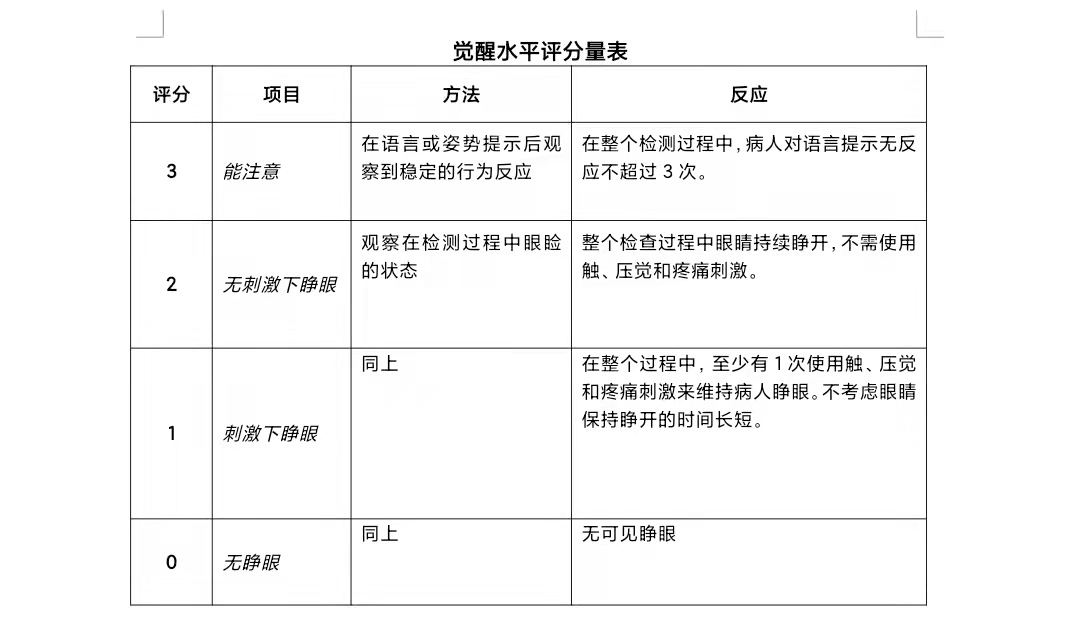 觉醒水平评分量表
评分 项目 方法 反应
3 能注意 在语言或姿势提示后观察到稳定的行为反应 在整个检测过程中，病人对语言提示无反应不超过 3 次。
2 无刺激下睁眼 观察在检测过程中眼睑的状态 整个检查过程中眼睛持续睁开，不需使用触、压觉和疼痛刺激。
1 刺激下睁眼 同上 在整个过程中，至少有 1 次使用触、压觉和疼痛刺激来维持病人睁眼。不考虑眼睛保持睁开的时间长短。
0 无睁眼 同上 无可见睁眼